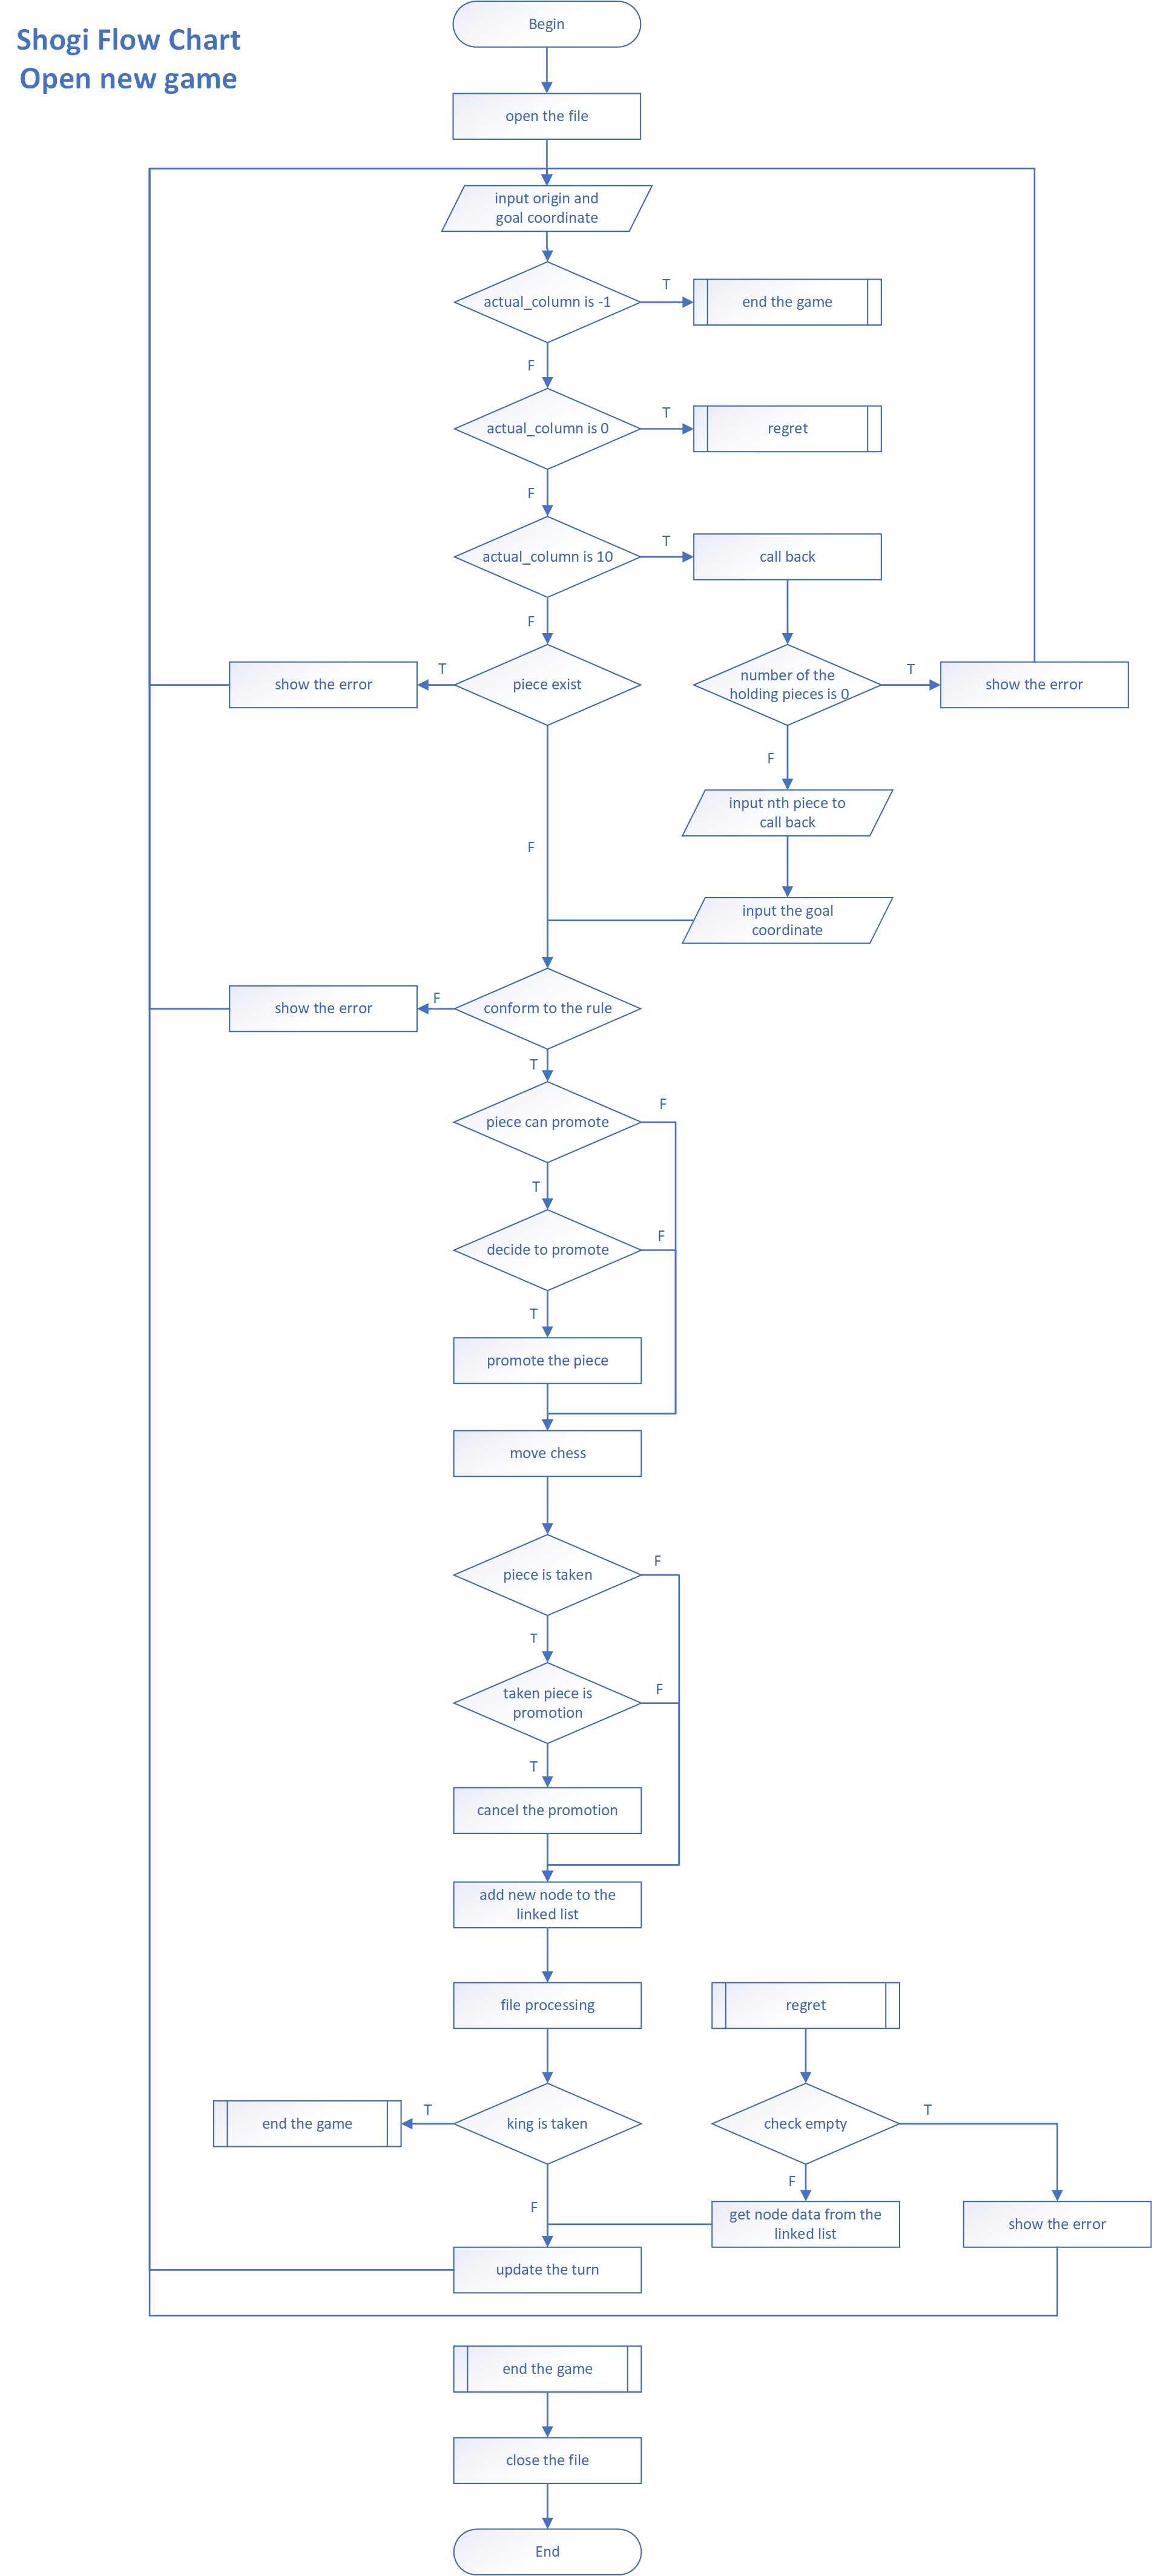 Shogi Flow Chart
Open new game
Begin
open the file
input origin and
goal coordinate
actual_column is -1
T
end the game
F
actual_column is 0
T
regret
F
actual_column is 10
T
call back
F
show the error
T
piece exist
number of the
holding pieces is 0
T
show the error
F
input nth piece to
call back
F
input the goal
coordinate
show the error
F
conform to the rule
T
piece can promote
F
T
decide to promote
F
T
promote the piece
move chess
piece is taken
F
T
taken piece is
promotion
F
T
cancel the promotion
add new node to the
linked list
file processing
regret
end the game
T
king is taken
check empty
T
F
F
get node data from the
linked list
show the error
update the turn
end the game
close the file
End